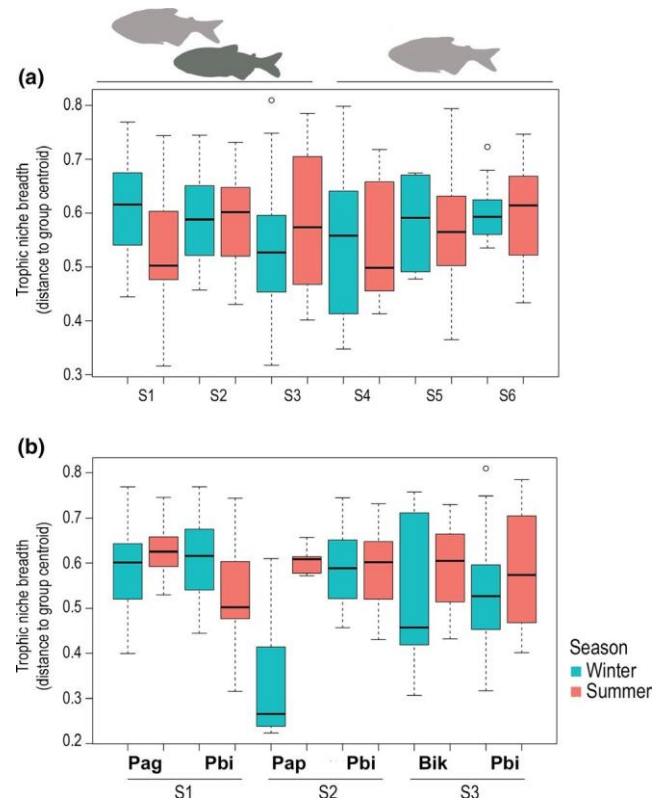 (a)
Trophic niche breadth
(distance to group centroid)
0.8
0.7
0.6
0.5
0.4
0.3
S1 S2 S3 S4 S5 S6
(b)
Trophic niche breadth
(distance to group centroid)
0.8
0.7
0.6
0.5
0.4
0.3
0.2
Pag Pbi Pap Pbi Bik Pbi
S1 S2 S3
Season
Winter
Summer